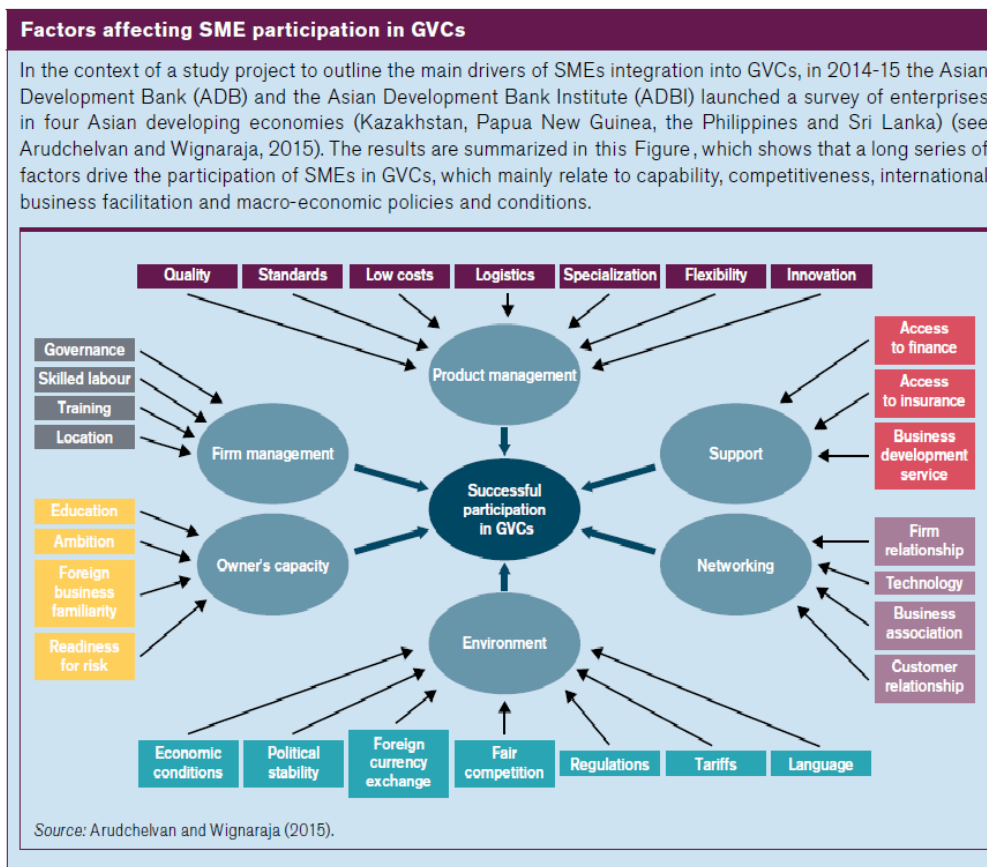 Factors affecting SME participation in GVCs
In the context of a study project to outline the main drivers of SMEs integration into GVCs, in 2014-15 the Asian
Development Bank (ADB) and the Asian Development Bank Institute (ADBI) launched a survey of enterprises
in four Asian developing economies (Kazakhstan, Papua New Guinea, the Philippines and Sri Lanka) (see
Arudchelvan and Wignaraja, 2015). The results are summarized in this Figure, which shows that a long series of
factors drive the participation of SMEs in GVCs, which mainly relate to capability, competitiveness, international
business facilitation and macro-economic policies and conditions.
Quality
Standards
Low costs
Logistics
Specialization
Flexibility
Innovation
Governance
Skilled labour
Training
Location
Product management
Access
to finance
Access
to insurance
Business
development
service
Firm management
Support
Successful
participation
in GVCs
Education
Ambition
Foreign
business
familiarity
Readiness
for risk
Owner's capacity
Networking
Firm
relationship
Technology
Business
association
Customer
relationship
Environment
Economic
conditions
Political
stability
Foreign
currency
exchange
Fair
competition
Regulations
Tariffs
Language
Source: Arudchelvan and Wignaraja (2015).